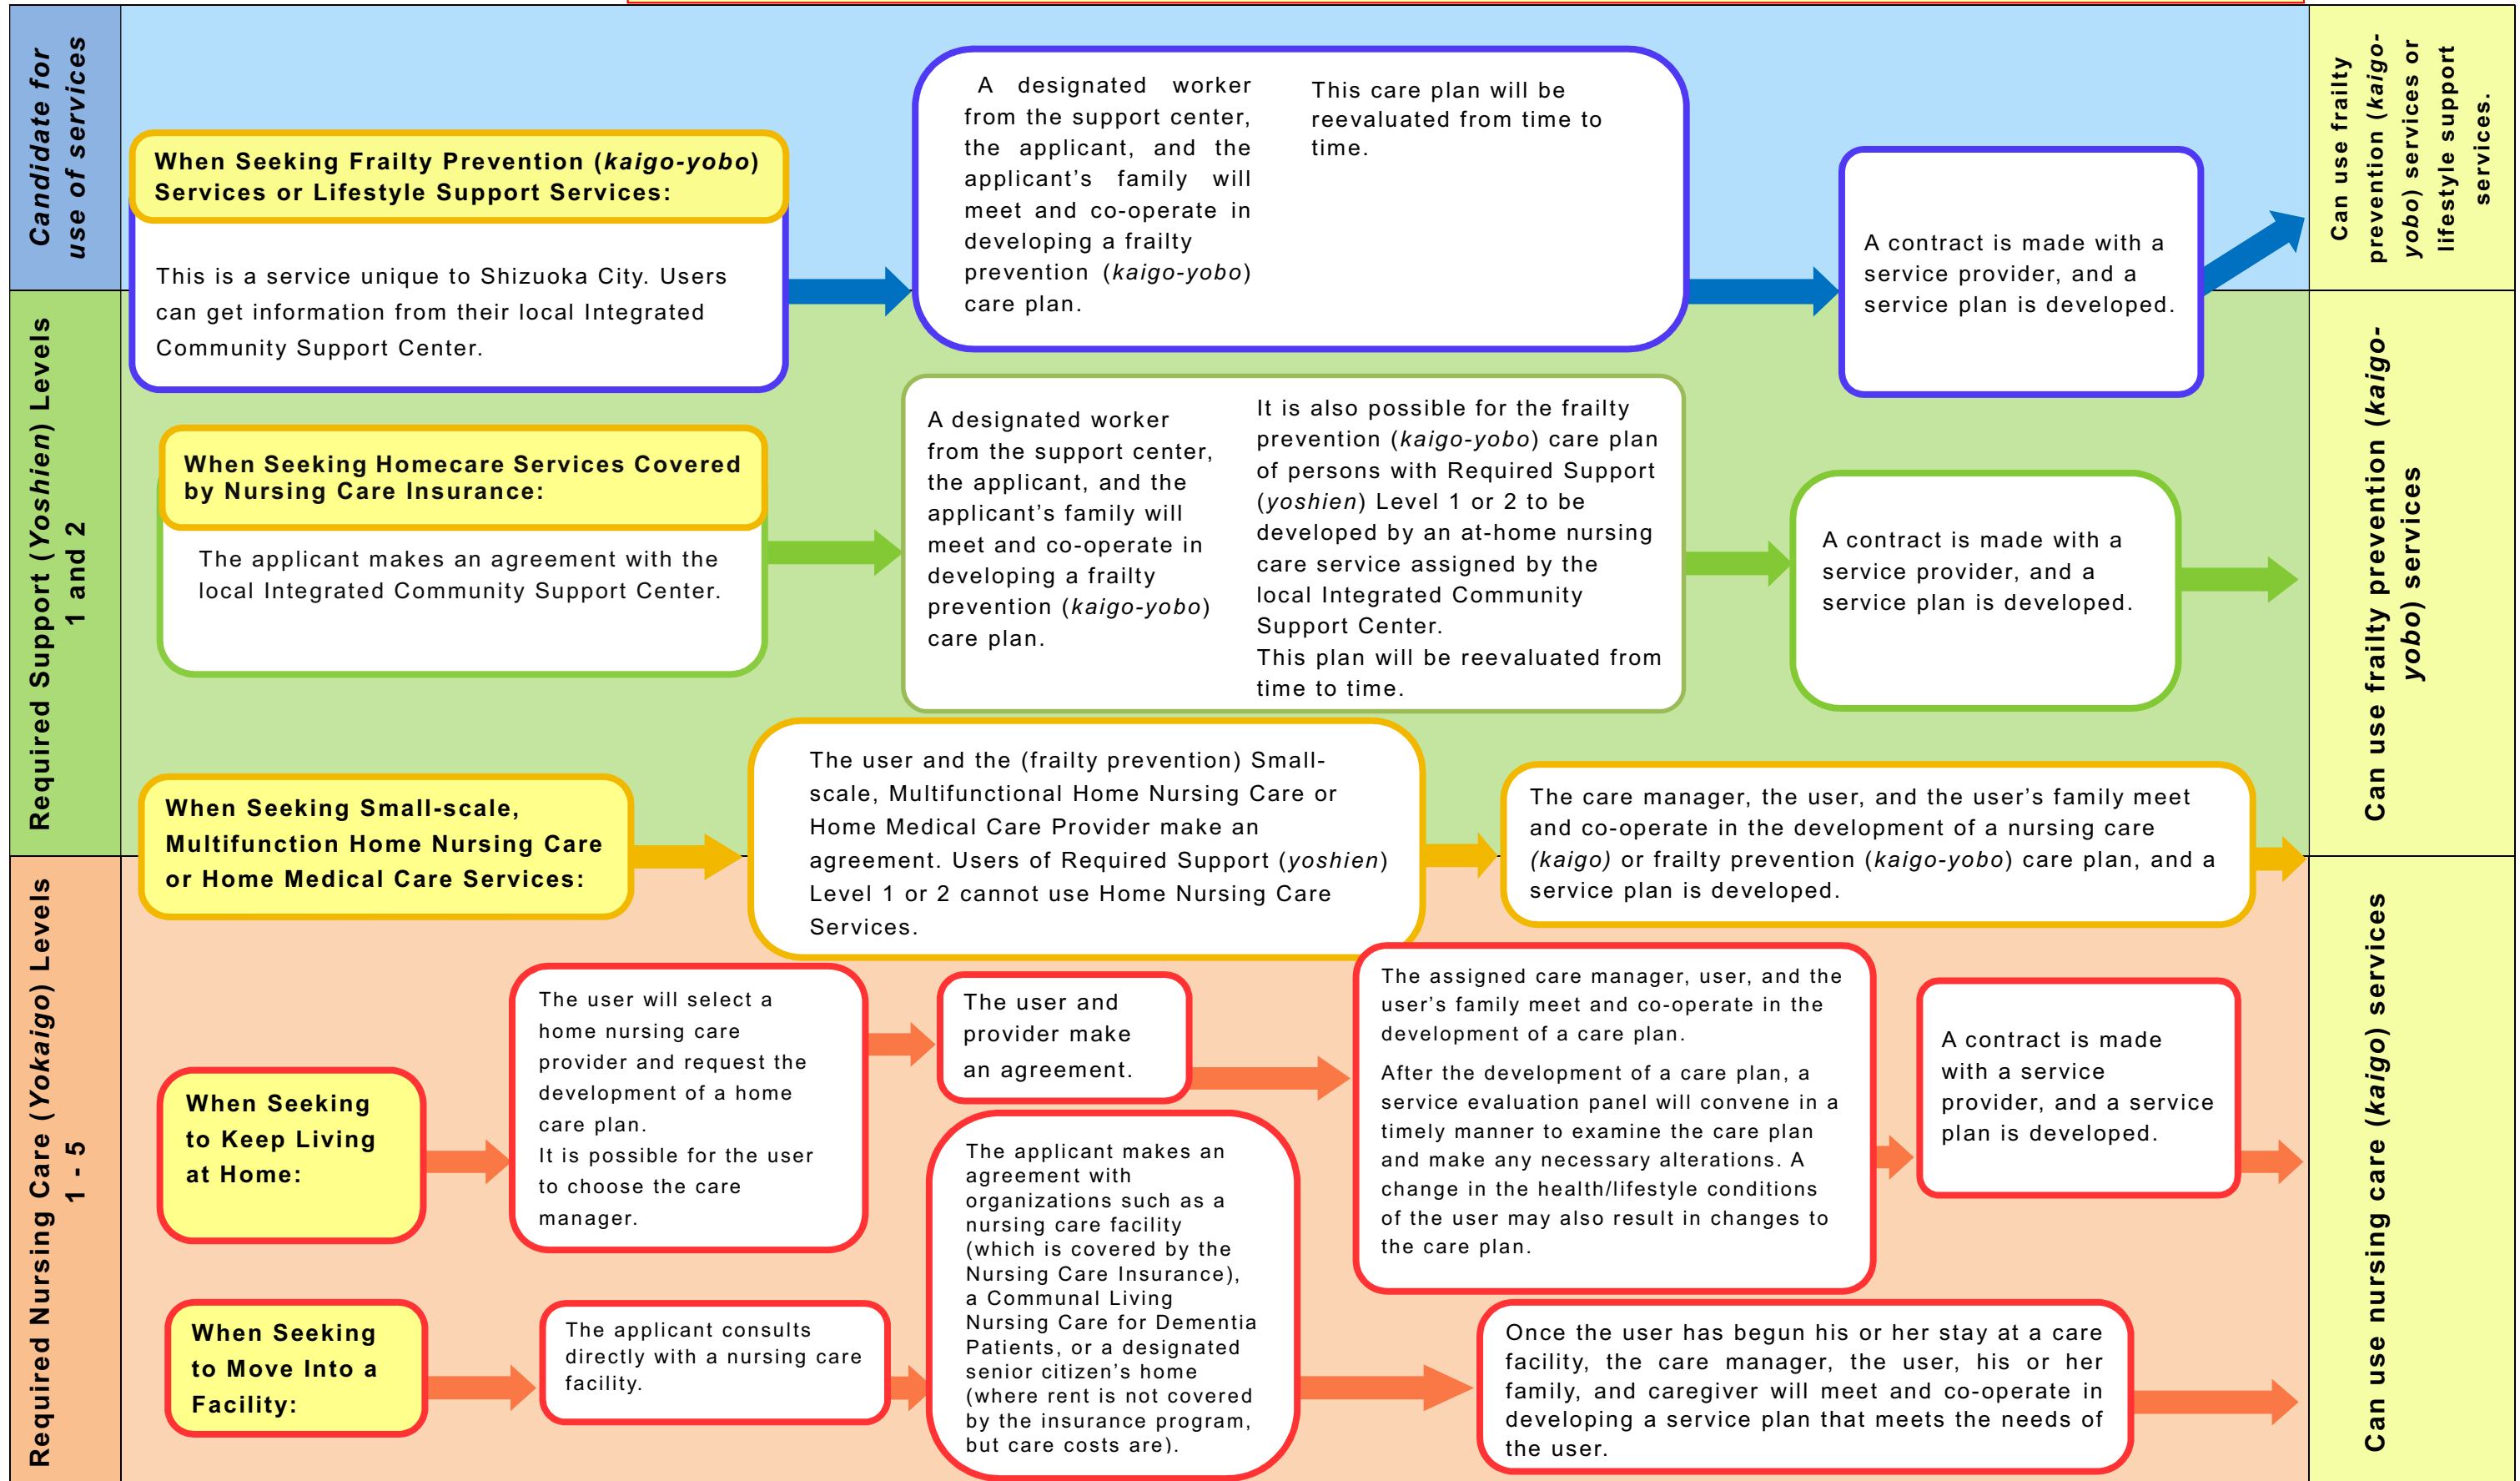 Candidate for
use of services
When Seeking Frailty Prevention (kaigo-yobo)
Services or Lifestyle Support Services:
This is a service unique to Shizuoka City. Users
can get information from their local Integrated
Community Support Center.
A designated worker
from the support center,
the applicant, and the
applicant’s family will
meet and co-operate in
developing a frailty
prevention (kaigo-yobo)
care plan.
This care plan will be
reevaluated from time to
time.
A contract is made with a
service provider, and a
service plan is developed.
Can use frailty
prevention (kaigo-
yobo) services or
lifestyle support
services.
Required Support (Yoshien) Levels
1 and 2
When Seeking Homecare Services Covered
by Nursing Care Insurance:
The applicant makes an agreement with the
local Integrated Community Support Center.
A designated worker
from the support center,
the applicant, and the
applicant’s family will
meet and co-operate in
developing a frailty
prevention (kaigo-yobo)
care plan.
It is also possible for the frailty
prevention (kaigo-yobo) care plan
of persons with Required Support
(yoshien) Level 1 or 2 to be
developed by an at-home nursing
care service assigned by the
local Integrated Community
Support Center.
This plan will be reevaluated from
time to time.
A contract is made with a
service provider, and a
service plan is developed.
Can use frailty prevention (kaigo-
yobo) services
When Seeking Small-scale,
Multifunction Home Nursing Care
or Home Medical Care Services:
The user and the (frailty prevention) Small-
scale, Multifunctional Home Nursing Care or
Home Medical Care Provider make an
agreement. Users of Required Support (yoshien)
Level 1 or 2 cannot use Home Nursing Care
Services.
The care manager, the user, and the user’s family meet
and co-operate in the development of a nursing care
(kaigo) or frailty prevention (kaigo-yobo) care plan, and a
service plan is developed.
Required Nursing Care (Yokaigo) Levels
1 - 5
When Seeking
to Keep Living
at Home:
The user will select a
home nursing care
provider and request the
development of a home
care plan.
It is possible for the user
to choose the care
manager.
The user and
provider make
an agreement.
The assigned care manager, user, and the
user’s family meet and co-operate in the
development of a care plan.
After the development of a care plan, a
service evaluation panel will convene in a
timely manner to examine the care plan
and make any necessary alterations. A
change in the health/lifestyle conditions
of the user may also result in changes to
the care plan.
A contract is made
with a service
provider, and a service
plan is developed.
Can use nursing care (kaigo) services
When Seeking
to Move Into a
Facility:
The applicant consults
directly with a nursing care
facility.
The applicant makes an
agreement with
organizations such as a
nursing care facility
(which is covered by the
Nursing Care Insurance),
a Communal Living
Nursing Care for Dementia
Patients, or a designated
senior citizen’s home
(where rent is not covered
by the insurance program,
but care costs are).
Once the user has begun his or her stay at a care
facility, the care manager, the user, his or her
family, and caregiver will meet and co-operate in
developing a service plan that meets the needs of
the user.